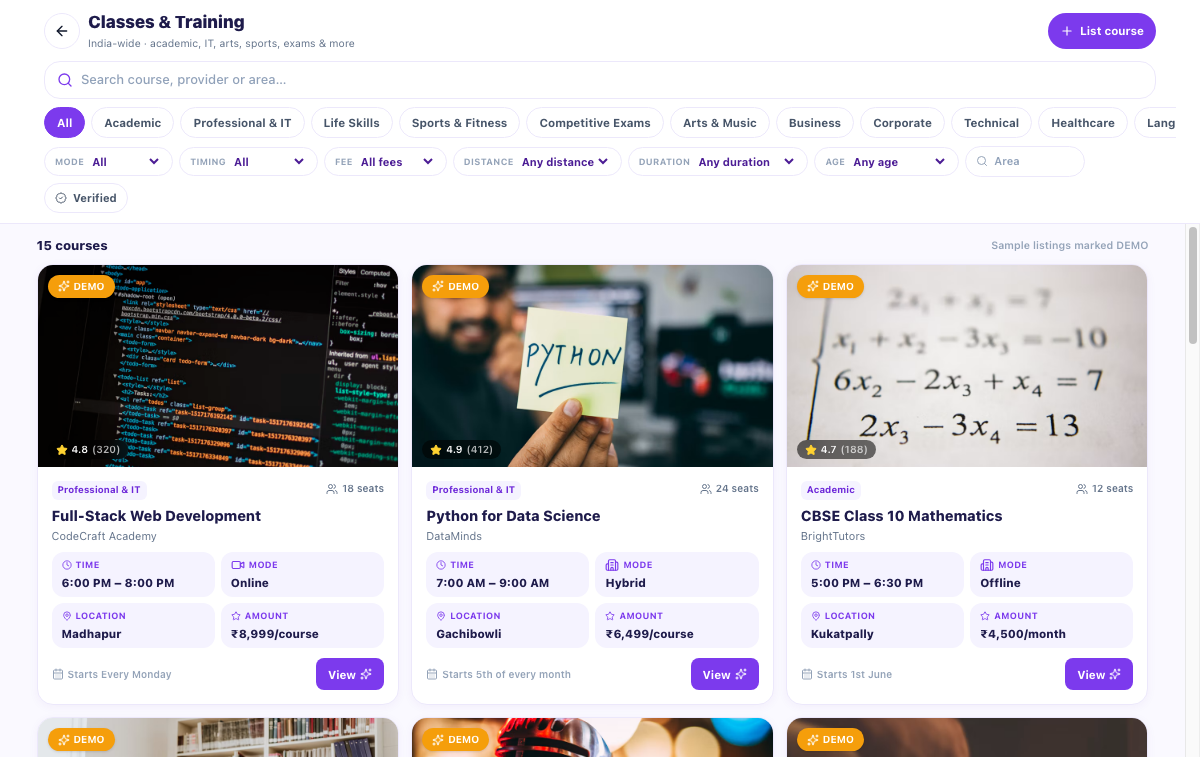 Classes & Training
India-wide · academic, IT, arts, sports, exams & more
List course
Search course, provider or area...
All
Academic
Professional & IT
Life Skills
Sports & Fitness
Competitive Exams
Arts & Music
Business
Corporate
Technical
Healthcare
Lang
MODE All
TIMING All
FEE All fees
DISTANCE Any distance
DURATION Any duration
AGE Any age
Area
Verified
15 courses
Sample listings marked DEMO
DEMO
Styles Computed
Filter
4.8 (320)
Professional & IT
18 seats
Full-Stack Web Development
CodeCraft Academy
TIME
6:00 PM – 8:00 PM
MODE
Online
LOCATION
Madhapur
AMOUNT
₹8,999/course
Starts Every Monday
View
DEMO
PYTHON
4.9 (412)
Professional & IT
24 seats
Python for Data Science
DataMinds
TIME
7:00 AM – 9:00 AM
MODE
Hybrid
LOCATION
Gachibowli
AMOUNT
₹6,499/course
Starts 5th of every month
View
DEMO
6x₂ − 2x₃ + x₄ = 7
2x₃ − 3x₄ = 13
4.7 (188)
Academic
12 seats
CBSE Class 10 Mathematics
BrightTutors
TIME
5:00 PM – 6:30 PM
MODE
Offline
LOCATION
Kukatpally
AMOUNT
₹4,500/month
Starts 1st June
View
DEMO
DEMO
DEMO